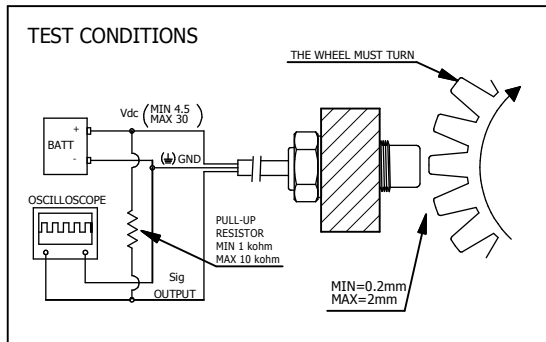 TEST CONDITIONS
THE WHEEL MUST TURN
Vdc (MIN 4.5
MAX 30)
+
BATT
-
(⏚) GND
OSCILLOSCOPE
PULL-UP
RESISTOR
MIN 1 kohm
MAX 10 kohm
Sig
OUTPUT
MIN=0.2mm
MAX=2mm